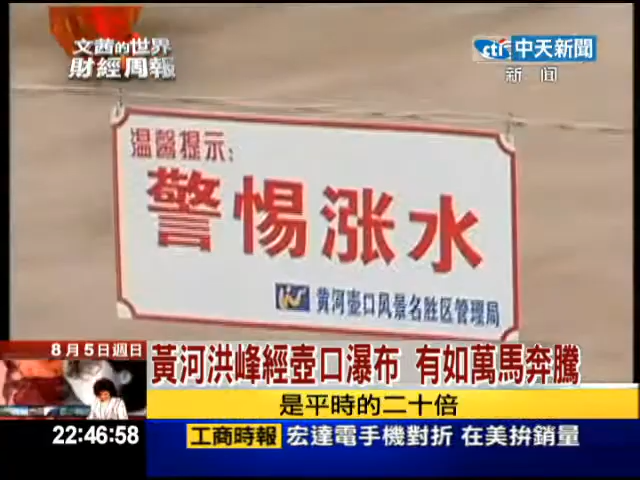 文茜的世界
財經周報
cti 中天新聞
新闻
温馨提示:
警惕涨水
黄河壶口风景名胜区管理局
8月5日週日
黃河洪峰經壺口瀑布 有如萬馬奔騰
是平時的二十倍
22:46:58
工商時報 宏達電手機對折 在美拚銷量